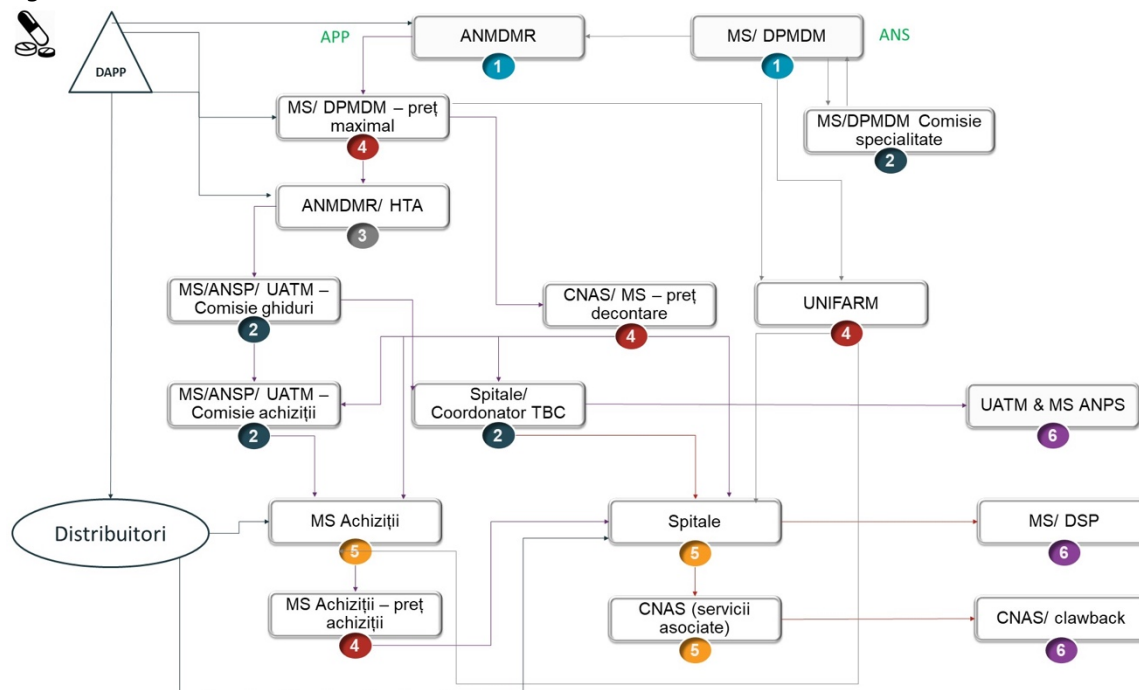 DAPP
APP
ANMDMR
1
MS/ DPMDM
1
ANS
MS/ DPMDM – preț
maximal
4
MS/DPMDM Comisie
specialitate
2
ANMDMR/ HTA
3
MS/ANSP/ UATM –
Comisie ghiduri
2
CNAS/ MS – preț
decontare
4
UNIFARM
4
MS/ANSP/ UATM –
Comisie achiziții
2
Spitale/
Coordonator TBC
2
UATM & MS ANPS
6
Distribuitori
MS Achiziții
5
Spitale
5
MS/ DSP
6
MS Achiziții – preț
achiziții
4
CNAS (servicii
asociate)
5
CNAS/ clawback
6